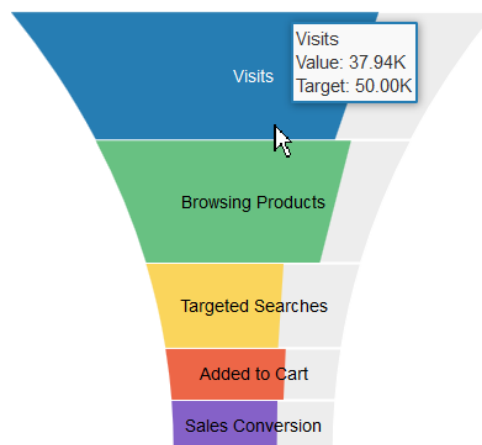 Visits
Visits
Value: 37.94K
Target: 50.00K
Browsing Products
Targeted Searches
Added to Cart
Sales Conversion